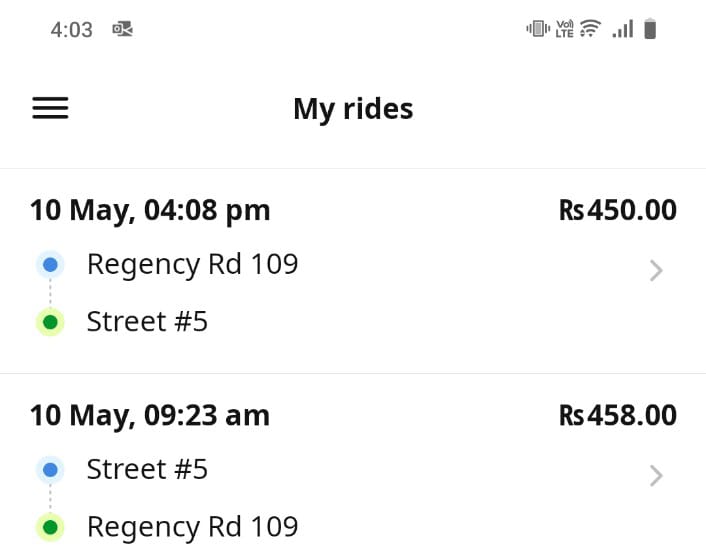 4:03
Vo) LTE
My rides
10 May, 04:08 pm Rs450.00
Regency Rd 109
Street #5
10 May, 09:23 am Rs458.00
Street #5
Regency Rd 109